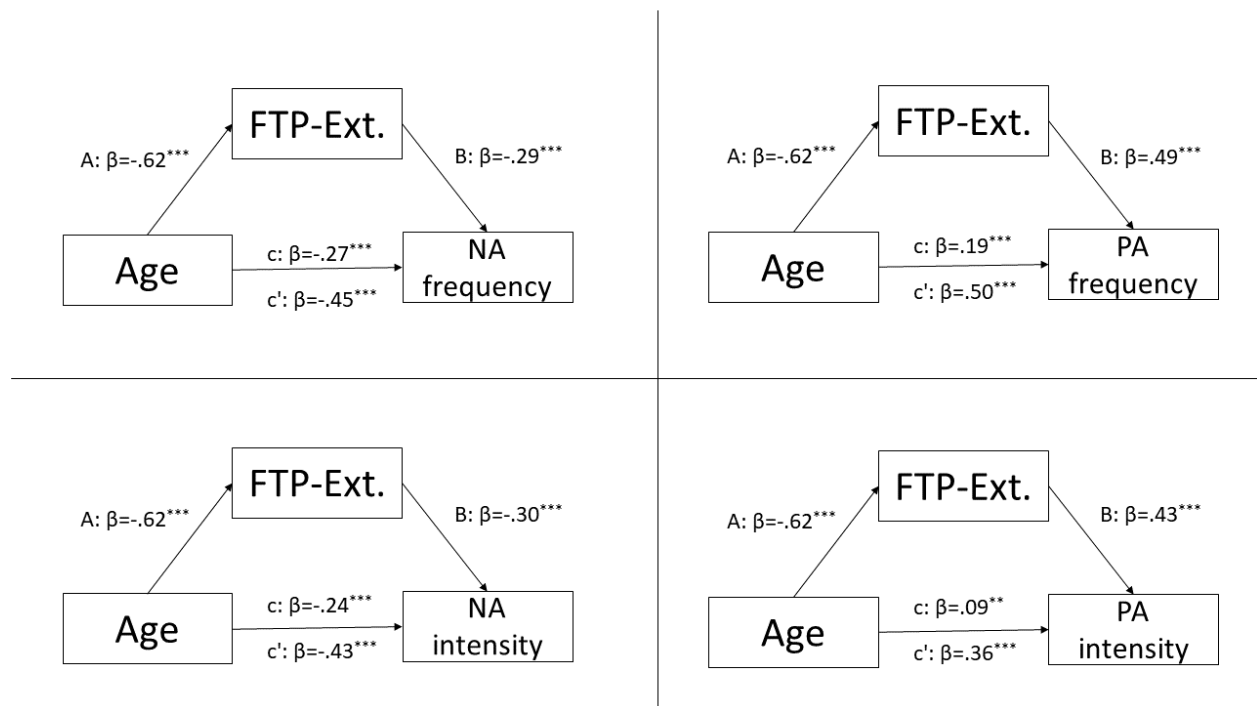 FTP-Ext.
A: β=-.62***
B: β=-.29***
Age
c: β=-.27***
c': β=-.45***
NA
frequency
FTP-Ext.
A: β=-.62***
B: β=.49***
Age
c: β=.19***
c': β=.50***
PA
frequency
FTP-Ext.
A: β=-.62***
B: β=-.30***
Age
c: β=-.24***
c': β=-.43***
NA
intensity
FTP-Ext.
A: β=-.62***
B: β=.43***
Age
c: β=.09**
c': β=.36***
PA
intensity